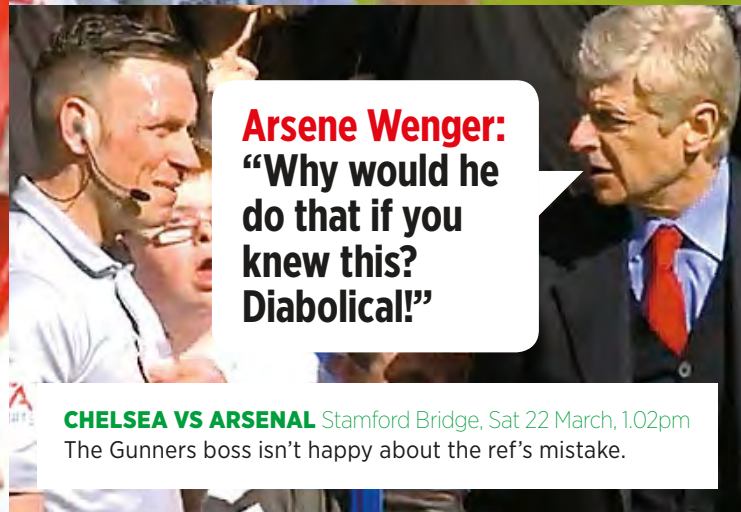 Arsene Wenger:
“Why would he
do that if you
knew this?
Diabolical!”
CHELSEA VS ARSENAL Stamford Bridge, Sat 22 March, 1.02pm
The Gunners boss isn’t happy about the ref’s mistake.